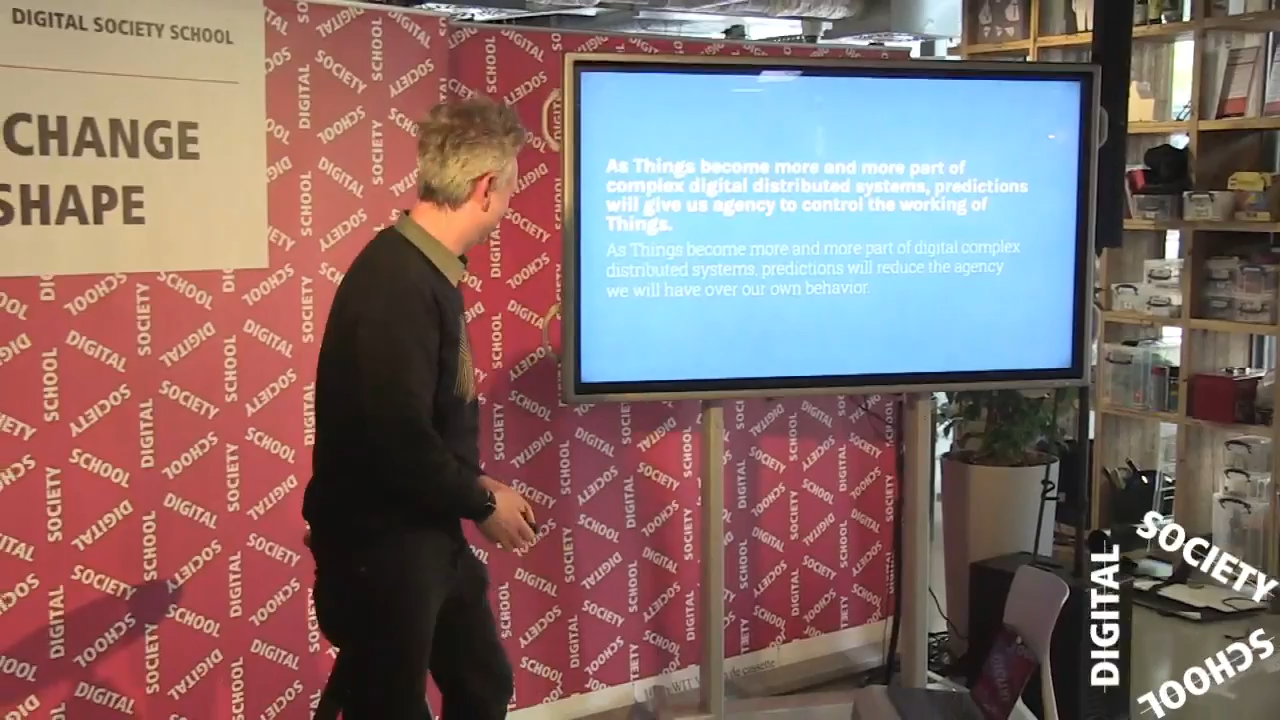 DIGITAL SOCIETY SCHOOL
CHANGE
SHAPE
As Things become more and more part of
complex digital distributed systems, predictions
will give us agency to control the working of
Things.
As Things become more and more part of digital complex
distributed systems, predictions will reduce the agency
we will have over our own behavior.
DIGITAL
SOCIETY
SCHOOL